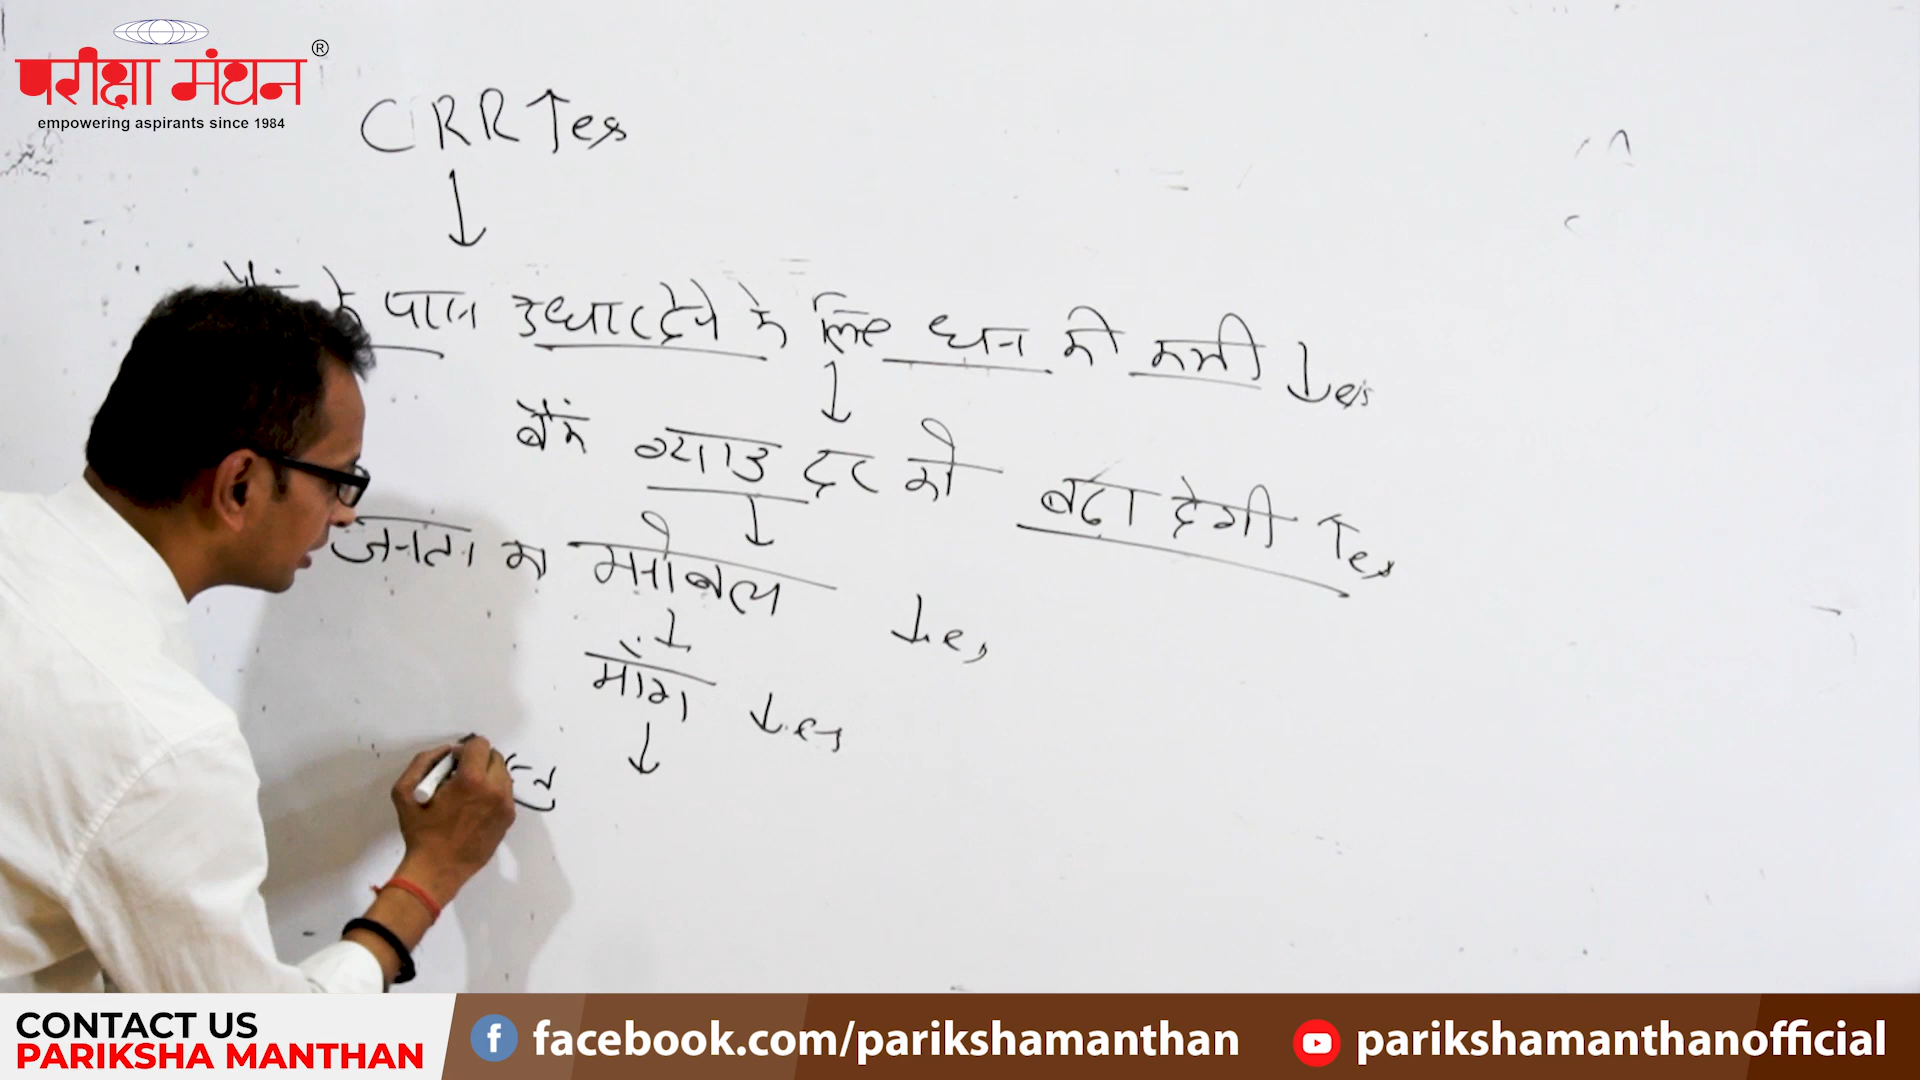 परीक्षा मंथन ®
empowering aspirants since 1984
CRR ↑es
↓
के पास उधार देने के लिए धन की कमी ↓es
↓
बैंक ब्याज दर को बढ़ा देगी ↑es
↓
जनता का मनोबल ↓es
↓
माँग ↓es
↓
CONTACT US
PARIKSHA MANTHAN
facebook.com/parikshamanthan
parikshamanthanofficial